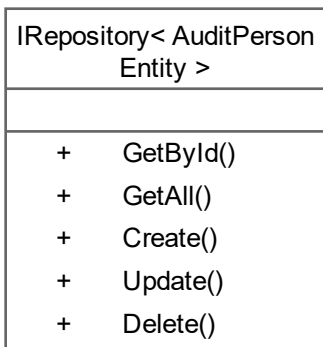 IRepository< AuditPerson
Entity >
+ GetById()
+ GetAll()
+ Create()
+ Update()
+ Delete()